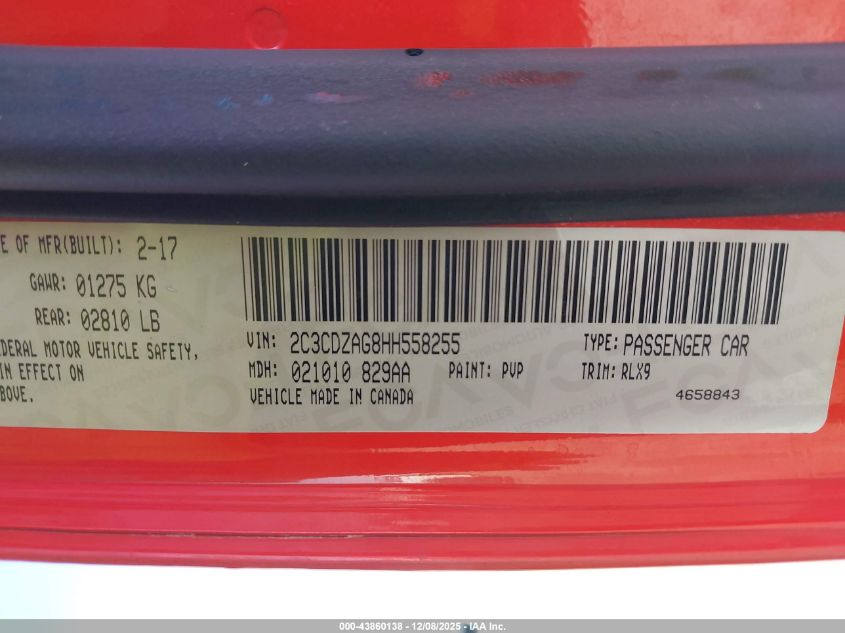 E OF MFR(BUILT): 2-17
GAWR: 01275 KG
REAR: 02810 LB
DERAL MOTOR VEHICLE SAFETY,
IN EFFECT ON
BOVE.
VIN: 2C3CDZAG8HH558255
TYPE: PASSENGER CAR
MDH: 021010 829AA
PAINT: PVP
TRIM: RLX9
VEHICLE MADE IN CANADA
4658843
000-43860138 - 12/08/2025 - IAA Inc.